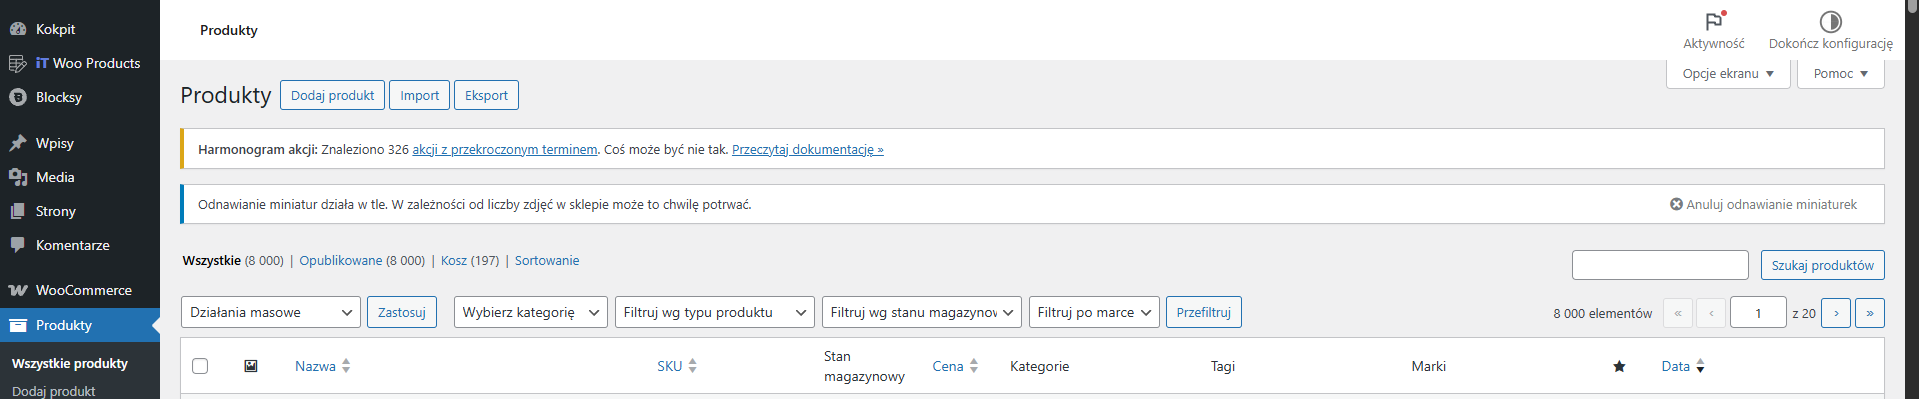 Kokpit
iT Woo Products
Blocksy
Wpisy
Media
Strony
Komentarze
WooCommerce
Produkty
Wszystkie produkty
Dodaj produkt
Produkty
Aktywność
Dokończ konfigurację
Opcje ekranu
Pomoc
Produkty
Dodaj produkt
Import
Eksport
Harmonogram akcji: Znaleziono 326 akcji z przekroczonym terminem. Coś może być nie tak. Przeczytaj dokumentację »
Odnawianie miniatur działa w tle. W zależności od liczby zdjęć w sklepie może to chwilę potrwać.
Anuluj odnawianie miniaturek
Wszystkie (8 000) | Opublikowane (8 000) | Kosz (197) | Sortowanie
Szukaj produktów
Działania masowe
Zastosuj
Wybierz kategorię
Filtruj wg typu produktu
Filtruj wg stanu magazynow
Filtruj po marce
Przefiltruj
8 000 elementów
«
‹
1
z 20
›
»
Nazwa
SKU
Stan
magazynowy
Cena
Kategorie
Tagi
Marki
Data